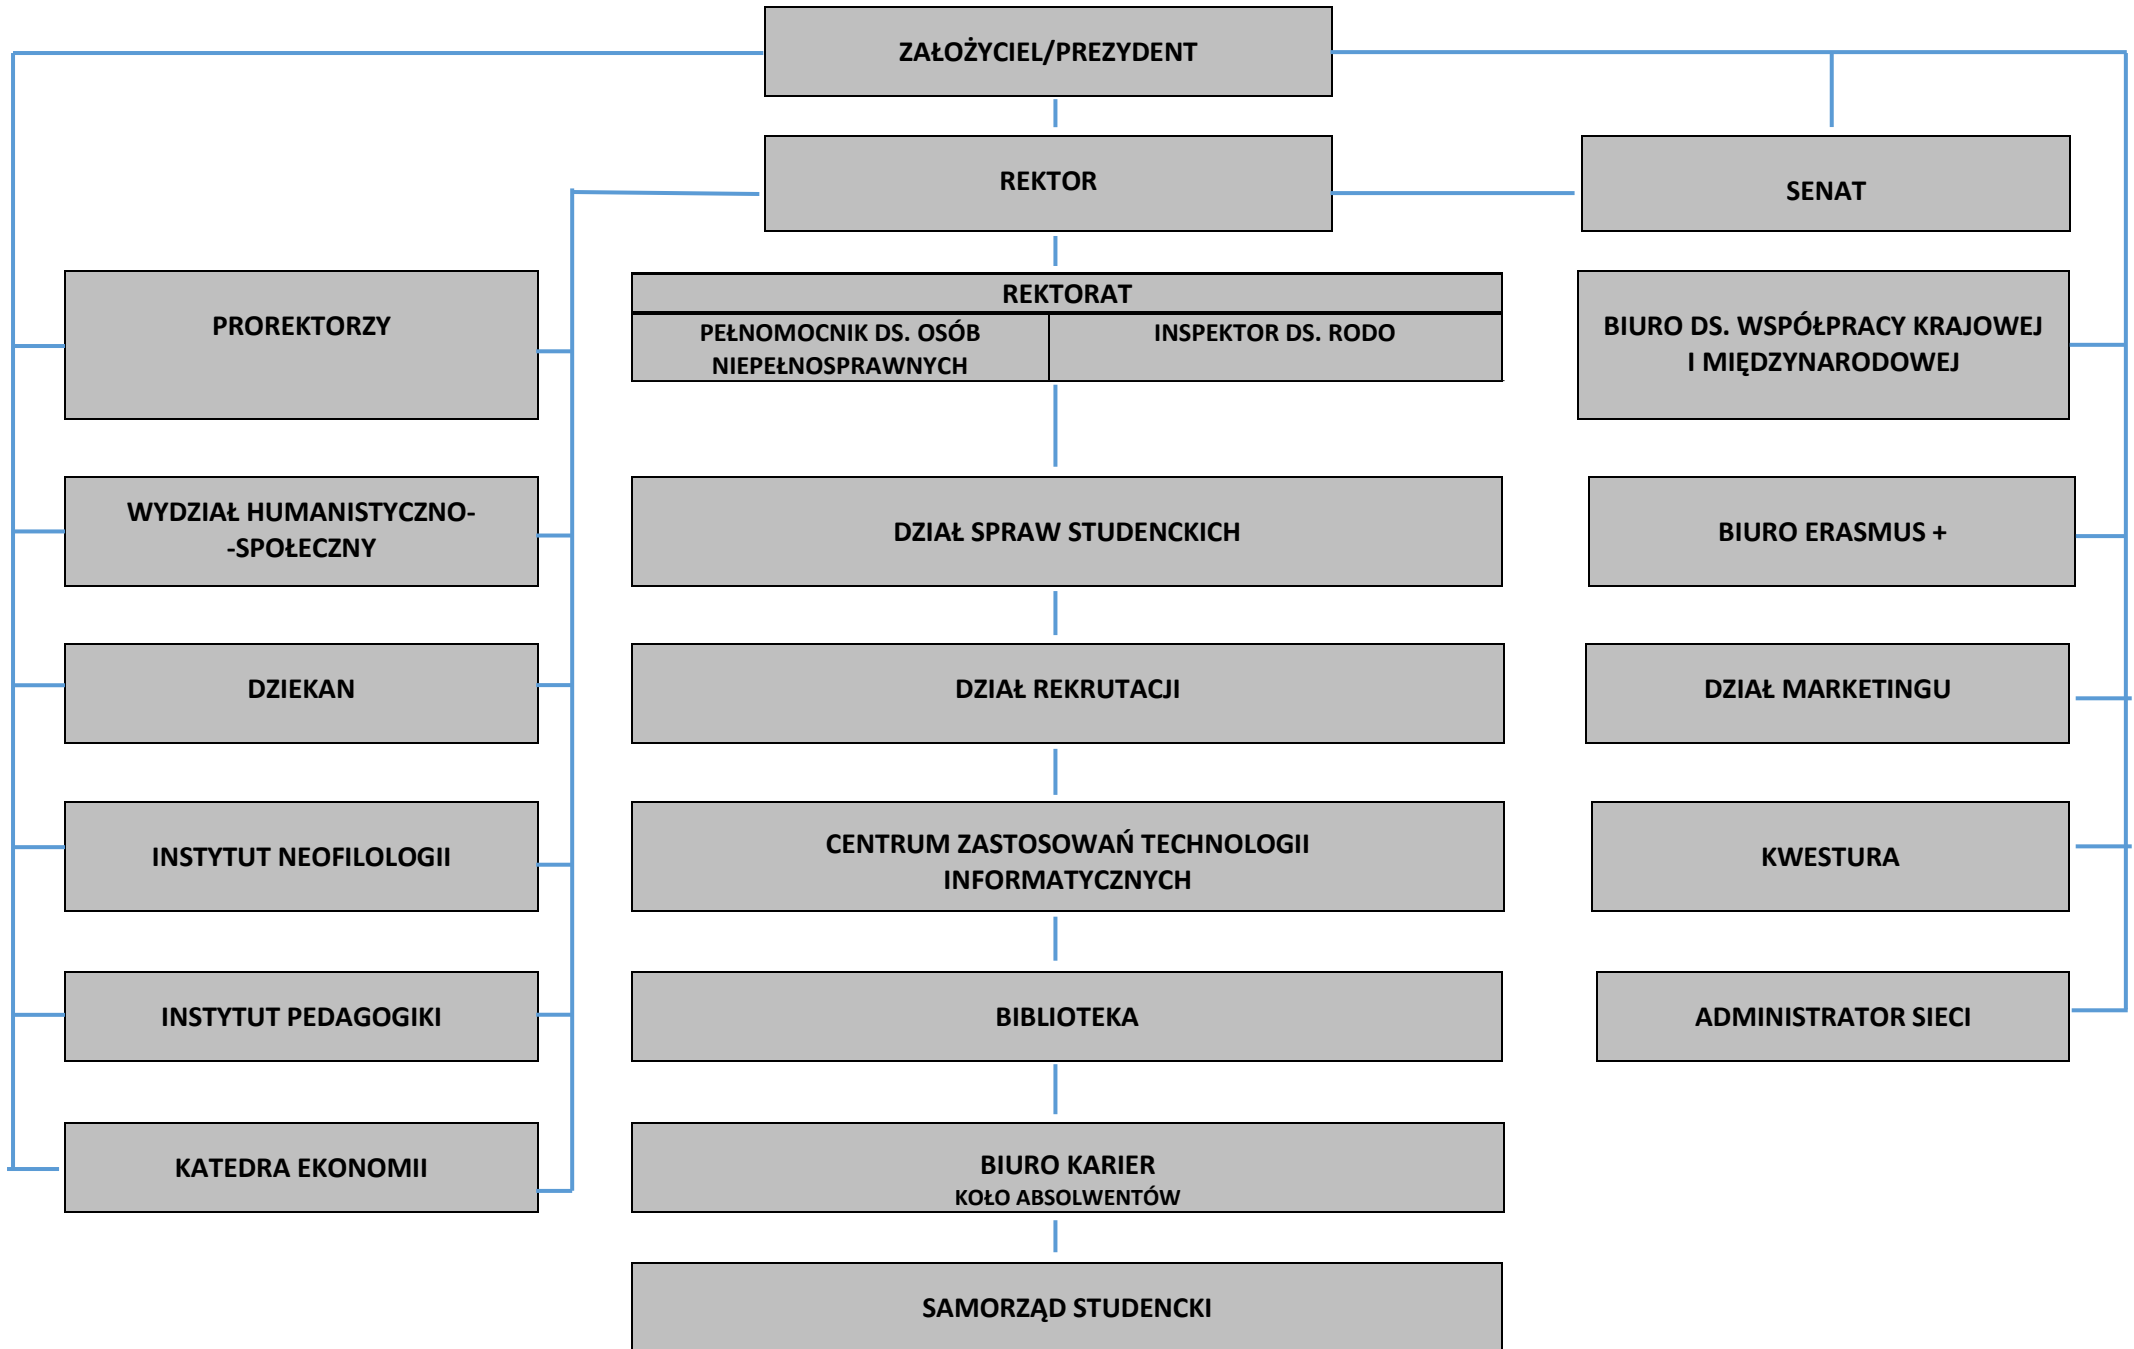 ZAŁOŻYCIEL/PREZYDENT
REKTOR
SENAT
PROREKTORZY
REKTORAT
PEŁNOMOCNIK DS. OSÓB
NIEPEŁNOSPRAWNYCH
INSPEKTOR DS. RODO
BIURO DS. WSPÓŁPRACY KRAJOWEJ
I MIĘDZYNARODOWEJ
WYDZIAŁ HUMANISTYCZNO-
-SPOŁECZNY
DZIAŁ SPRAW STUDENCKICH
BIURO ERASMUS +
DZIEKAN
DZIAŁ REKRUTACJI
DZIAŁ MARKETINGU
INSTYTUT NEOFILOLOGII
CENTRUM ZASTOSOWAŃ TECHNOLOGII
INFORMATYCZNYCH
KWESTURA
INSTYTUT PEDAGOGIKI
BIBLIOTEKA
ADMINISTRATOR SIECI
KATEDRA EKONOMII
BIURO KARIER
KOŁO ABSOLWENTÓW
SAMORZĄD STUDENCKI